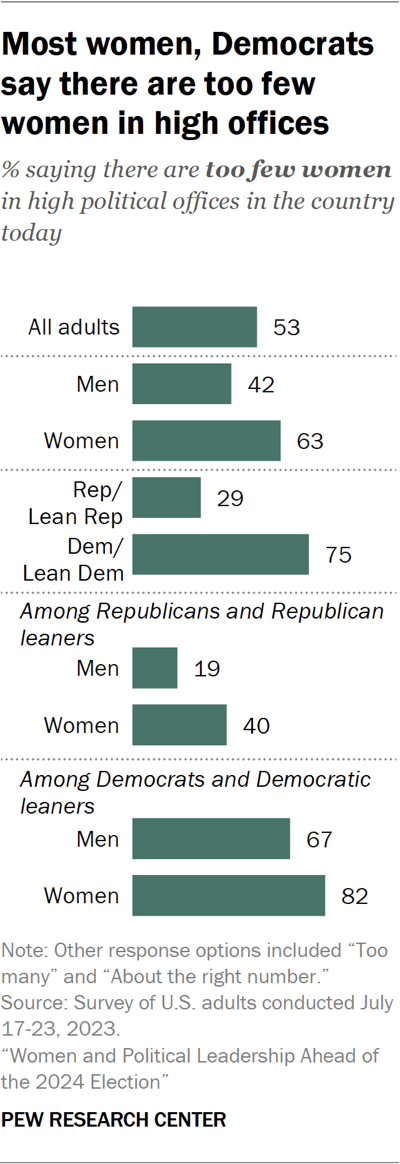 Most women, Democrats
say there are too few
women in high offices
% saying there are too few women
in high political offices in the country
today
All adults 53
Men 42
Women 63
Rep/
Lean Rep 29
Dem/
Lean Dem 75
Among Republicans and Republican
leaners
Men 19
Women 40
Among Democrats and Democratic
leaners
Men 67
Women 82
Note: Other response options included “Too
many” and “About the right number.”
Source: Survey of U.S. adults conducted July
17-23, 2023.
“Women and Political Leadership Ahead of
the 2024 Election”
PEW RESEARCH CENTER